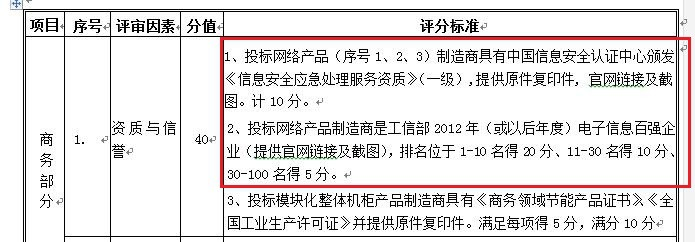 项目 序号 评审因素 分值 评分标准
1、投标网络产品（序号 1、2、3）制造商具有中国信息安全认证中心颁发
《信息安全应急处理服务资质》（一级）,提供原件复印件, 官网链接及截
图。计 10 分。
商务部分 1. 资质与信誉 40
2、投标网络产品制造商是工信部 2012 年（或以后年度）电子信息百强企
业（提供官网链接及截图），排名位于 1-10 名得 20 分、11-30 名得 10 分、
30-100 名得 5 分。
3、投标模块化整体机柜产品制造商具有《商务领域节能产品证书》、《全
国工业生产许可证》并提供原件复印件。满足每项得 5 分，满分 10 分